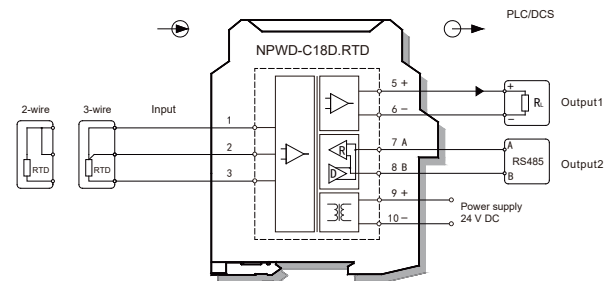 PLC/DCS
NPWD-C18D.RTD
2-wire
3-wire
Input
RTD
RTD
1
2
3
5 +
6 −
7 A
8 B
9 +
10 −
R
D
+
RL
−
Output1
A
RS485
B
Output2
Power supply
24 V DC